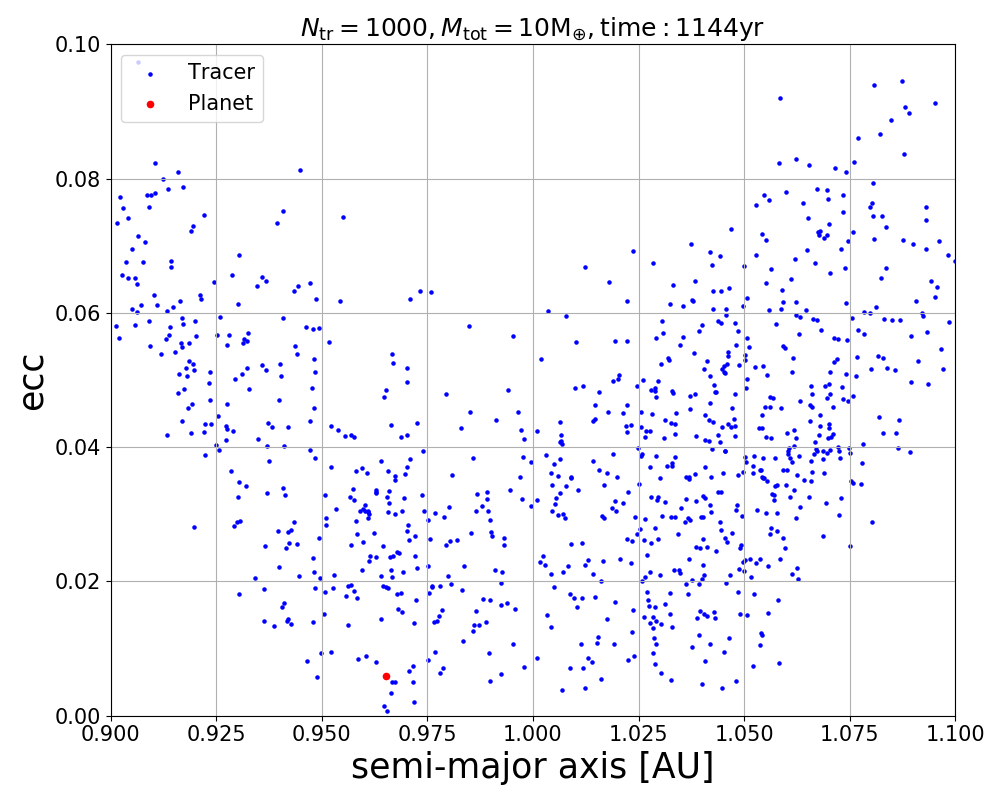 N_tr = 1000, M_tot = 10M_⊕, time : 1144yr
Tracer
Planet
ecc
0.10
0.08
0.06
0.04
0.02
0.00
0.900 0.925 0.950 0.975 1.000 1.025 1.050 1.075 1.100
semi-major axis [AU]